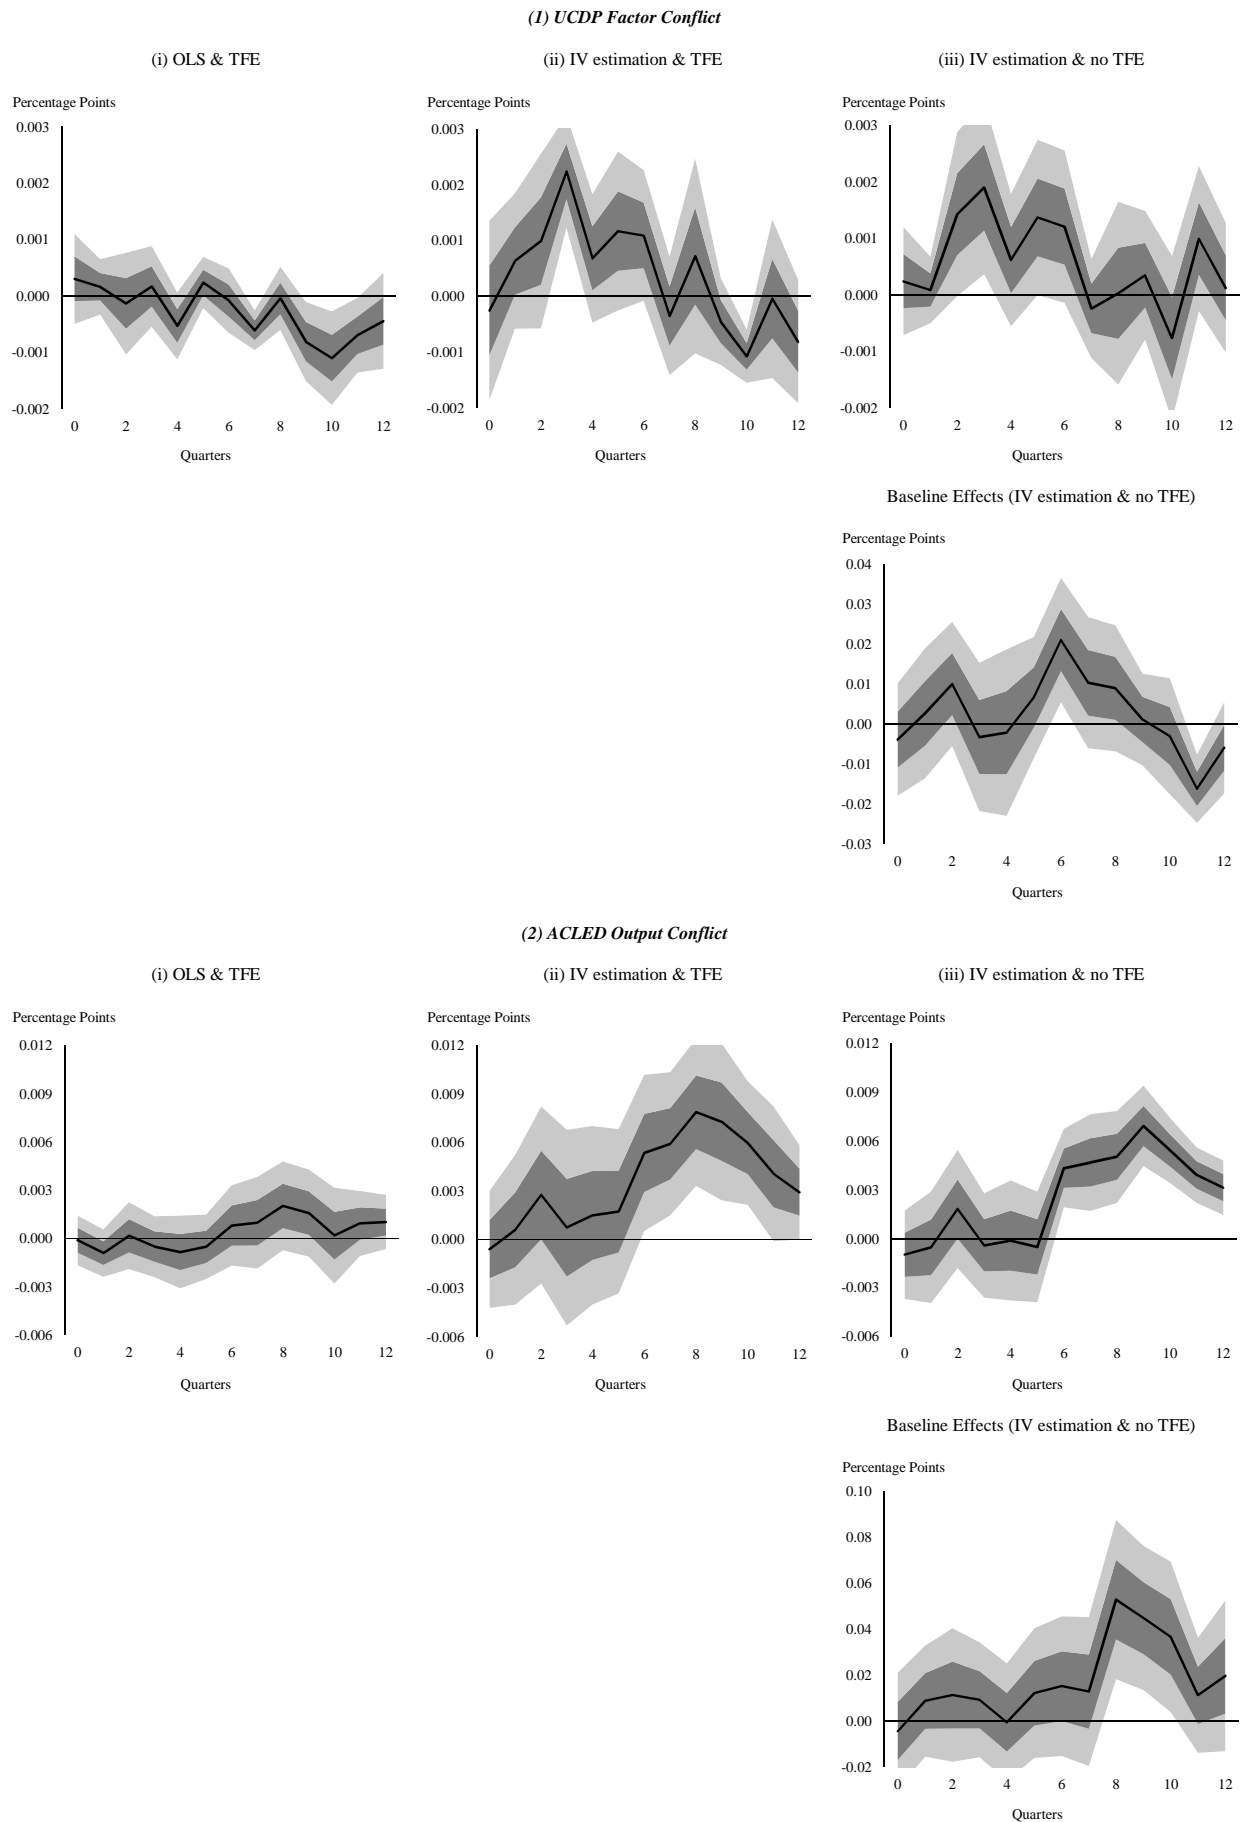 (1) UCDP Factor Conflict
(i) OLS & TFE
Percentage Points
0.003
0.002
0.001
0.000
-0.001
-0.002
0 2 4 6 8 10 12
Quarters
(ii) IV estimation & TFE
Percentage Points
0.003
0.002
0.001
0.000
-0.001
-0.002
0 2 4 6 8 10 12
Quarters
(iii) IV estimation & no TFE
Percentage Points
0.003
0.002
0.001
0.000
-0.001
-0.002
0 2 4 6 8 10 12
Quarters
Baseline Effects (IV estimation & no TFE)
Percentage Points
0.04
0.03
0.02
0.01
0.00
-0.01
-0.02
-0.03
0 2 4 6 8 10 12
Quarters
(2) ACLED Output Conflict
(i) OLS & TFE
Percentage Points
0.012
0.009
0.006
0.003
0.000
-0.003
-0.006
0 2 4 6 8 10 12
Quarters
(ii) IV estimation & TFE
Percentage Points
0.012
0.009
0.006
0.003
0.000
-0.003
-0.006
0 2 4 6 8 10 12
Quarters
(iii) IV estimation & no TFE
Percentage Points
0.012
0.009
0.006
0.003
0.000
-0.003
-0.006
0 2 4 6 8 10 12
Quarters
Baseline Effects (IV estimation & no TFE)
Percentage Points
0.10
0.08
0.06
0.04
0.02
0.00
-0.02
0 2 4 6 8 10 12
Quarters